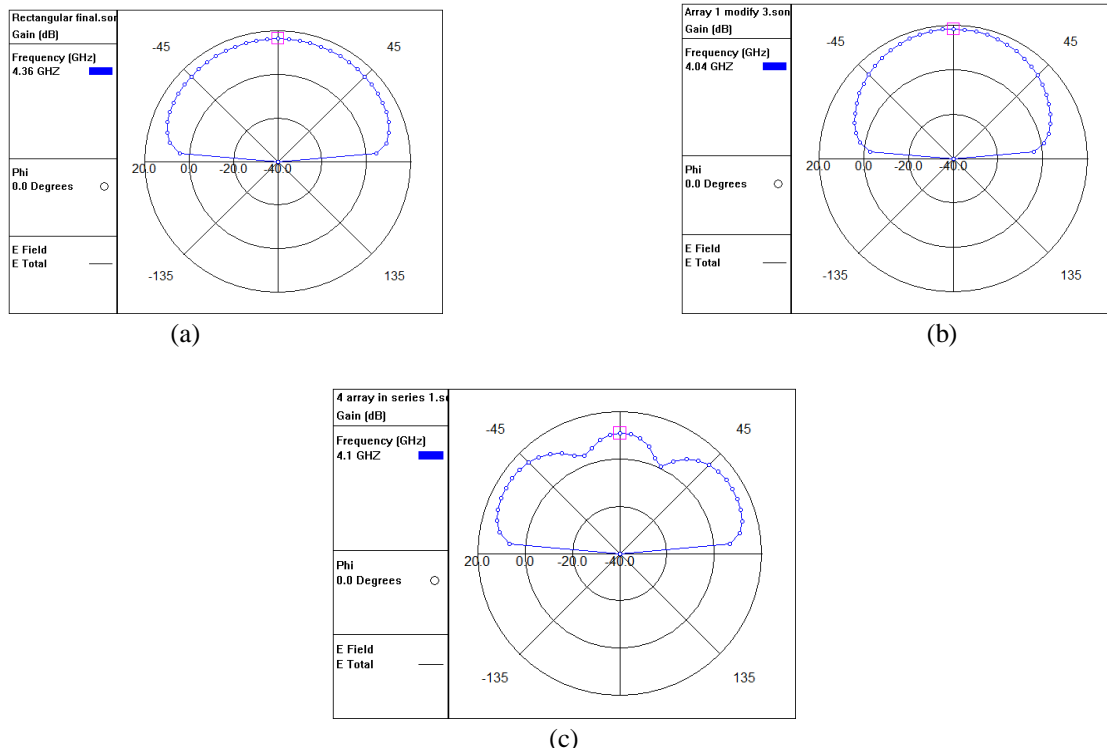 Rectangular final.son
Gain (dB)
Frequency (GHz)
4.36 GHZ
Phi
0.0 Degrees
E Field
E Total
-45
45
20.0
0.0
-20.0
-40.0
-135
135
(a)
Array 1 modify 3.son
Gain (dB)
Frequency (GHz)
4.04 GHZ
Phi
0.0 Degrees
E Field
E Total
-45
45
20.0
0.0
-20.0
-40.0
-135
135
(b)
4 array in series 1.so
Gain (dB)
Frequency (GHz)
4.1 GHZ
Phi
0.0 Degrees
E Field
E Total
-45
45
20.0
0.0
-20.0
-40.0
-135
135
(c)